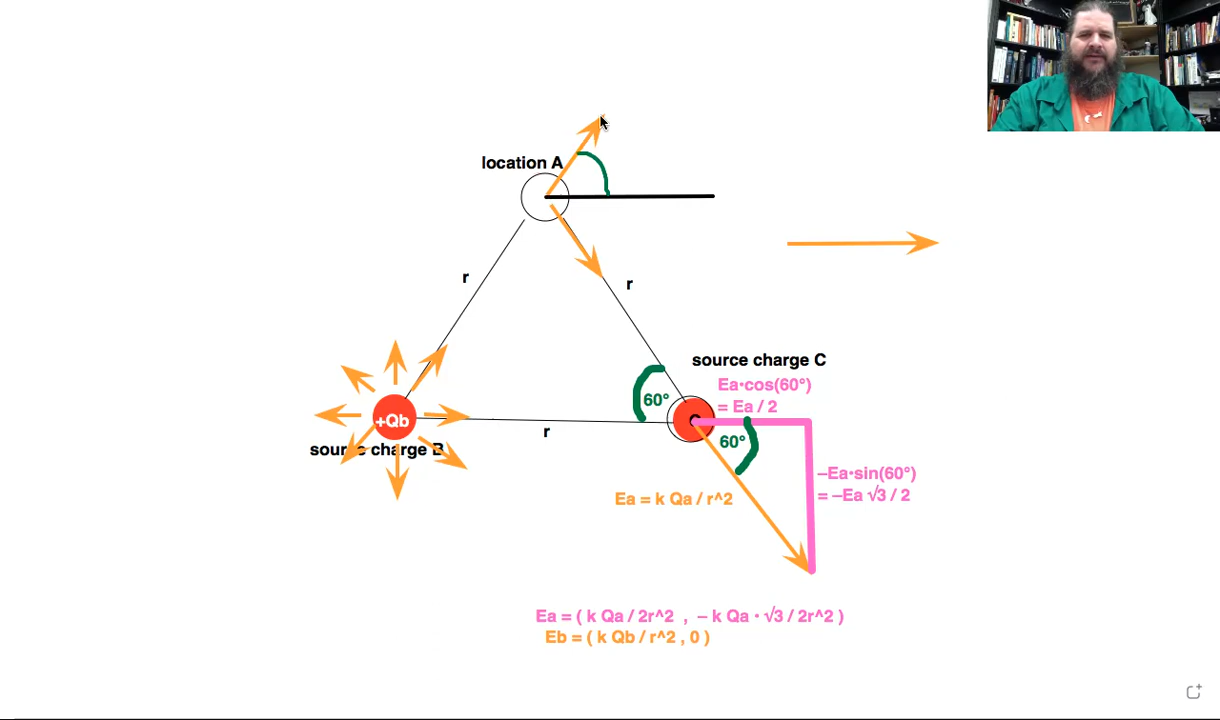 location A
r
r
source charge C
Ea•cos(60°)
= Ea / 2
60°
+Qb
r
60°
–Ea•sin(60°)
= –Ea √3 / 2
Ea = k Qa / r^2
Ea = ( k Qa / 2r^2 , – k Qa • √3 / 2r^2 )
Eb = ( k Qb / r^2 , 0 )